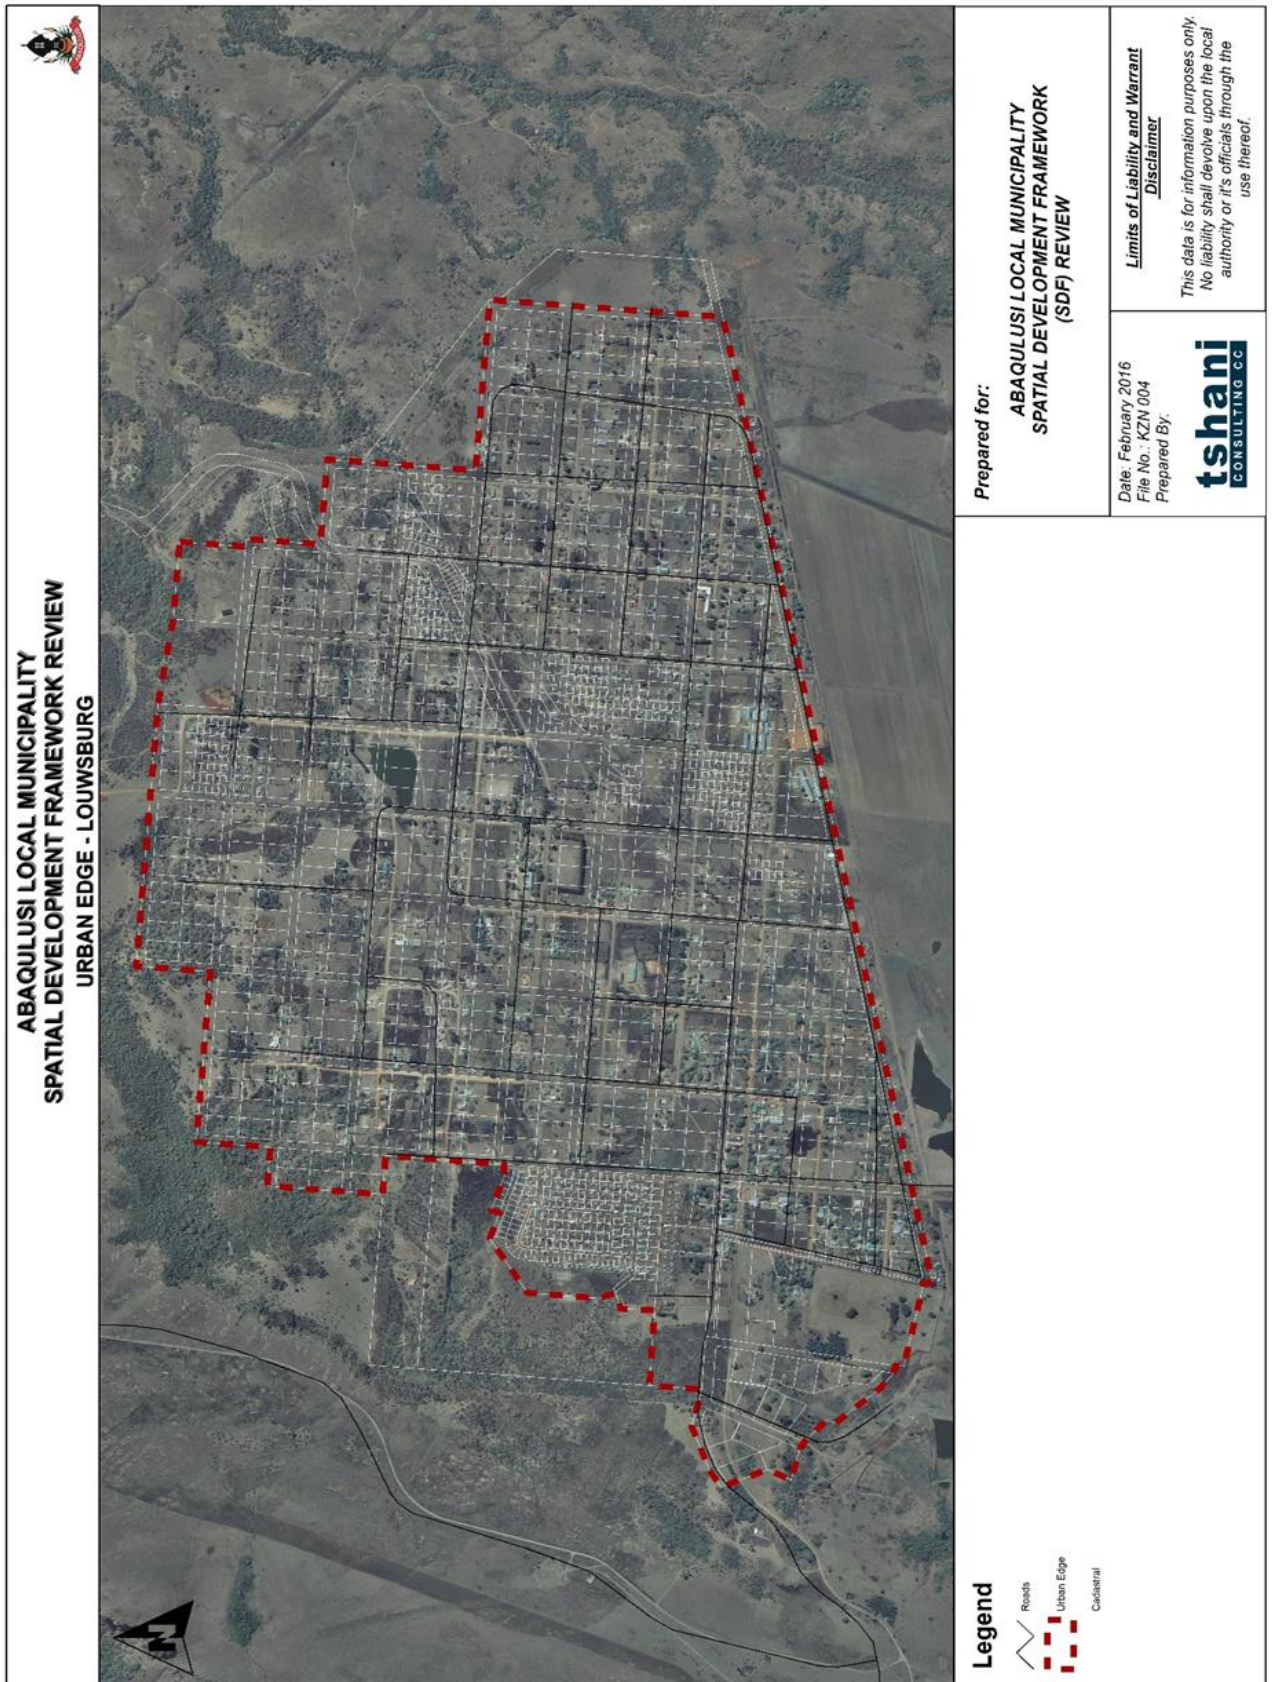 ABAQULUSI LOCAL MUNICIPALITY
SPATIAL DEVELOPMENT FRAMEWORK REVIEW
URBAN EDGE - LOUWSBURG
N
Legend
Roads
Urban Edge
Cadastral
Prepared for:
ABAQULUSI LOCAL MUNICIPALITY
SPATIAL DEVELOPMENT FRAMEWORK
(SDF) REVIEW
Date: February 2016
File No.: KZN 004
Prepared By:
tshani
CONSULTING CC
Limits of Liability and Warrant
Disclaimer
This data is for information purposes only.
No liability shall devolve upon the local
authority or it's officials through the
use thereof.